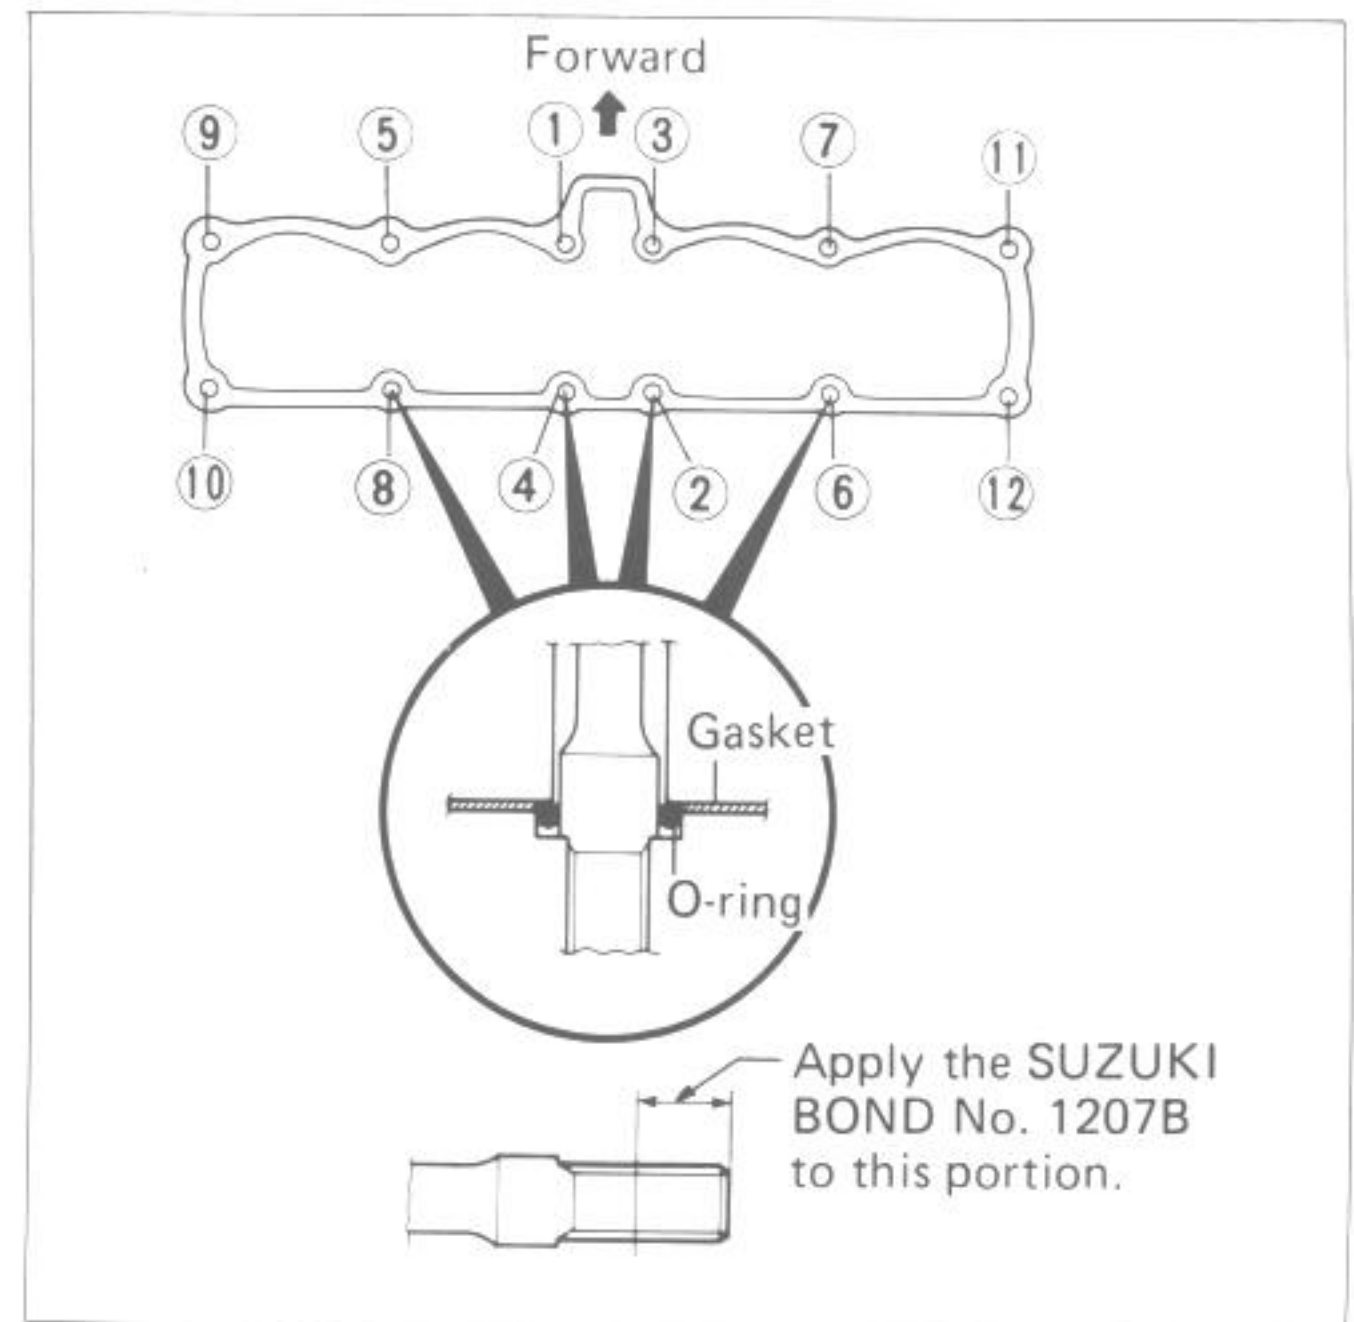 Forward
9 5 1 3 7 11
10 8 4 2 6 12
Gasket
O-ring
Apply the SUZUKI
BOND No. 1207B
to this portion.